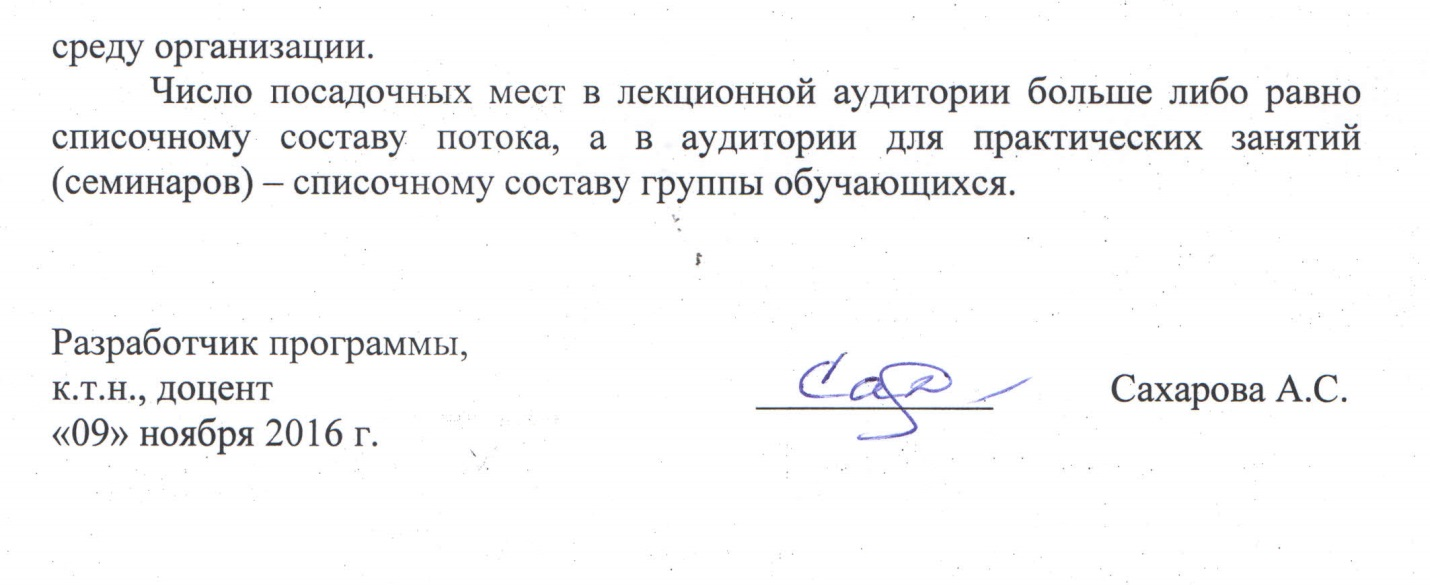 среду организации.
Число посадочных мест в лекционной аудитории больше либо равно
списочному составу потока, а в аудитории для практических занятий
(семинаров) – списочному составу группы обучающихся.
Разработчик программы,
к.т.н., доцент
Сахарова А.С.
«09» ноября 2016 г.